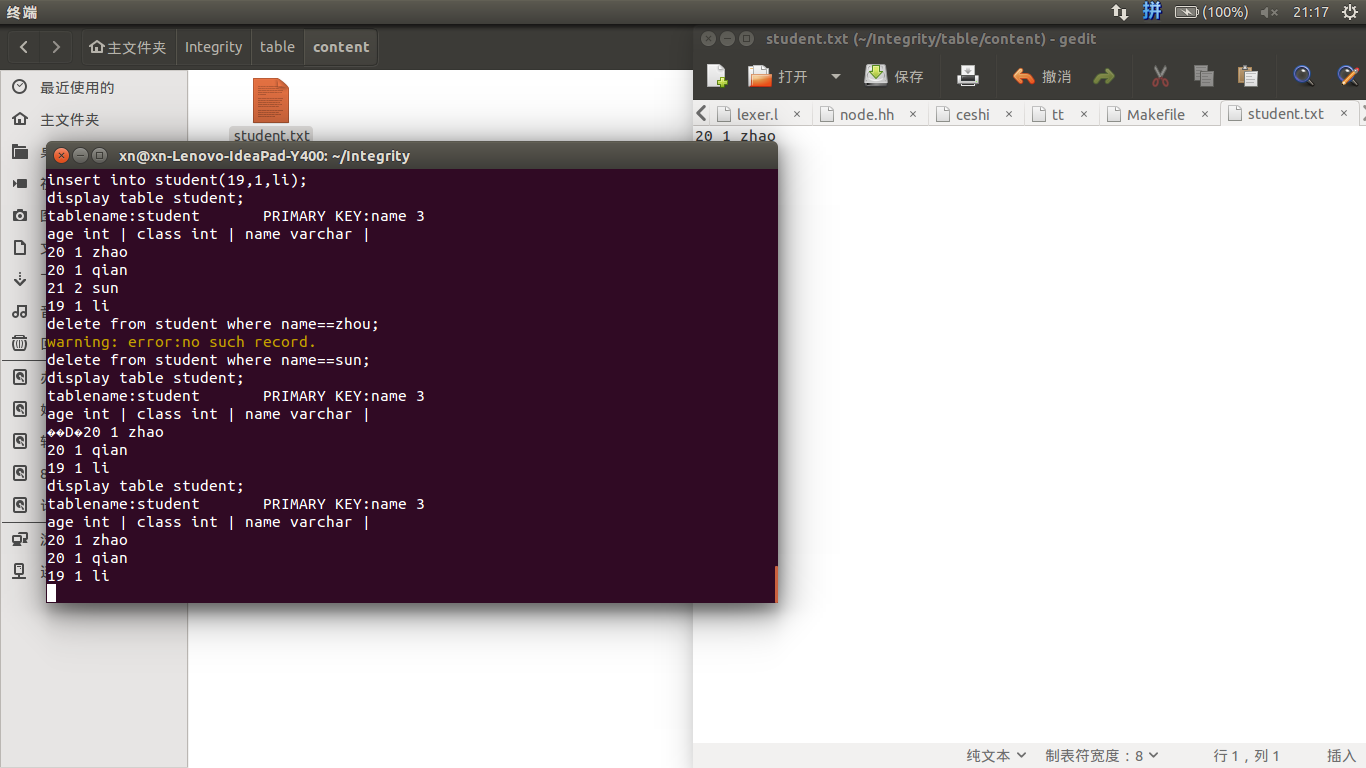 终端
(100%)
21:17
主文件夹 Integrity table content
student.txt (~/Integrity/table/content) - gedit
打开 保存 撤消
最近使用的
主文件夹
student.txt
lexer.l × node.hh × ceshi × tt × Makefile × student.txt ×
20 1 zhao
xn@xn-Lenovo-IdeaPad-Y400: ~/Integrity
insert into student(19,1,li);
display table student;
tablename:student PRIMARY KEY:name 3
age int | class int | name varchar |
20 1 zhao
20 1 qian
21 2 sun
19 1 li
delete from student where name==zhou;
warning: error:no such record.
delete from student where name==sun;
display table student;
tablename:student PRIMARY KEY:name 3
age int | class int | name varchar |
��D�20 1 zhao
20 1 qian
19 1 li
display table student;
tablename:student PRIMARY KEY:name 3
age int | class int | name varchar |
20 1 zhao
20 1 qian
19 1 li
纯文本 制表符宽度：8 行 1，列 1 插入